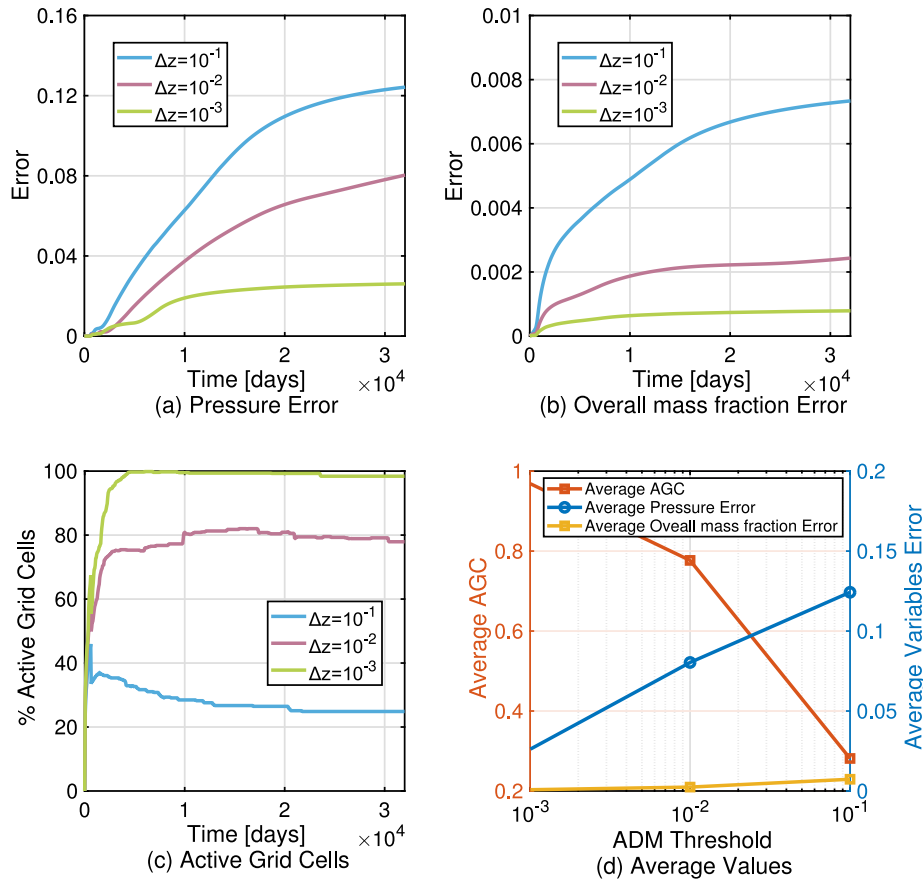 0.16
0.12
0.08
0.04
0
Error
Δz=10⁻¹
Δz=10⁻²
Δz=10⁻³
0 1 2 3
Time [days]
×10⁴
(a) Pressure Error
0.01
0.008
0.006
0.004
0.002
0
Error
Δz=10⁻¹
Δz=10⁻²
Δz=10⁻³
0 1 2 3
Time [days]
×10⁴
(b) Overall mass fraction Error
100
80
60
40
20
0
% Active Grid Cells
Δz=10⁻¹
Δz=10⁻²
Δz=10⁻³
0 1 2 3
Time [days]
×10⁴
(c) Active Grid Cells
1
0.8
0.6
0.4
0.2
Average AGC
Average AGC
Average Pressure Error
Average Oveall mass fraction Error
0.2
0.15
0.1
0.05
0
Average Variables Error
10⁻³ 10⁻² 10⁻¹
ADM Threshold
(d) Average Values